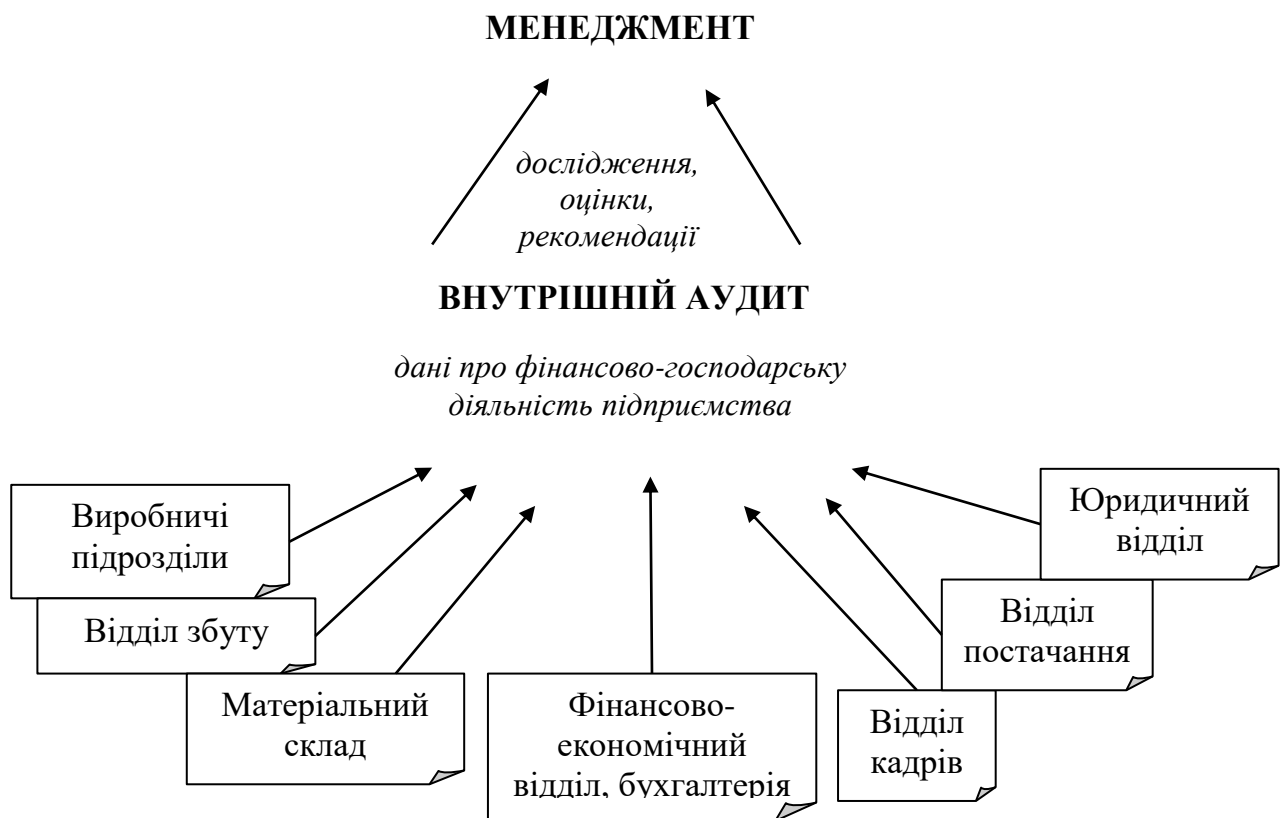 МЕНЕДЖМЕНТ
дослідження,
оцінки,
рекомендації
ВНУТРІШНІЙ АУДИТ
дані про фінансово-господарську
діяльність підприємства
Виробничі
підрозділи
Відділ збуту
Матеріальний
склад
Фінансово-
економічний
відділ, бухгалтерія
Відділ
кадрів
Відділ
постачання
Юридичний
відділ